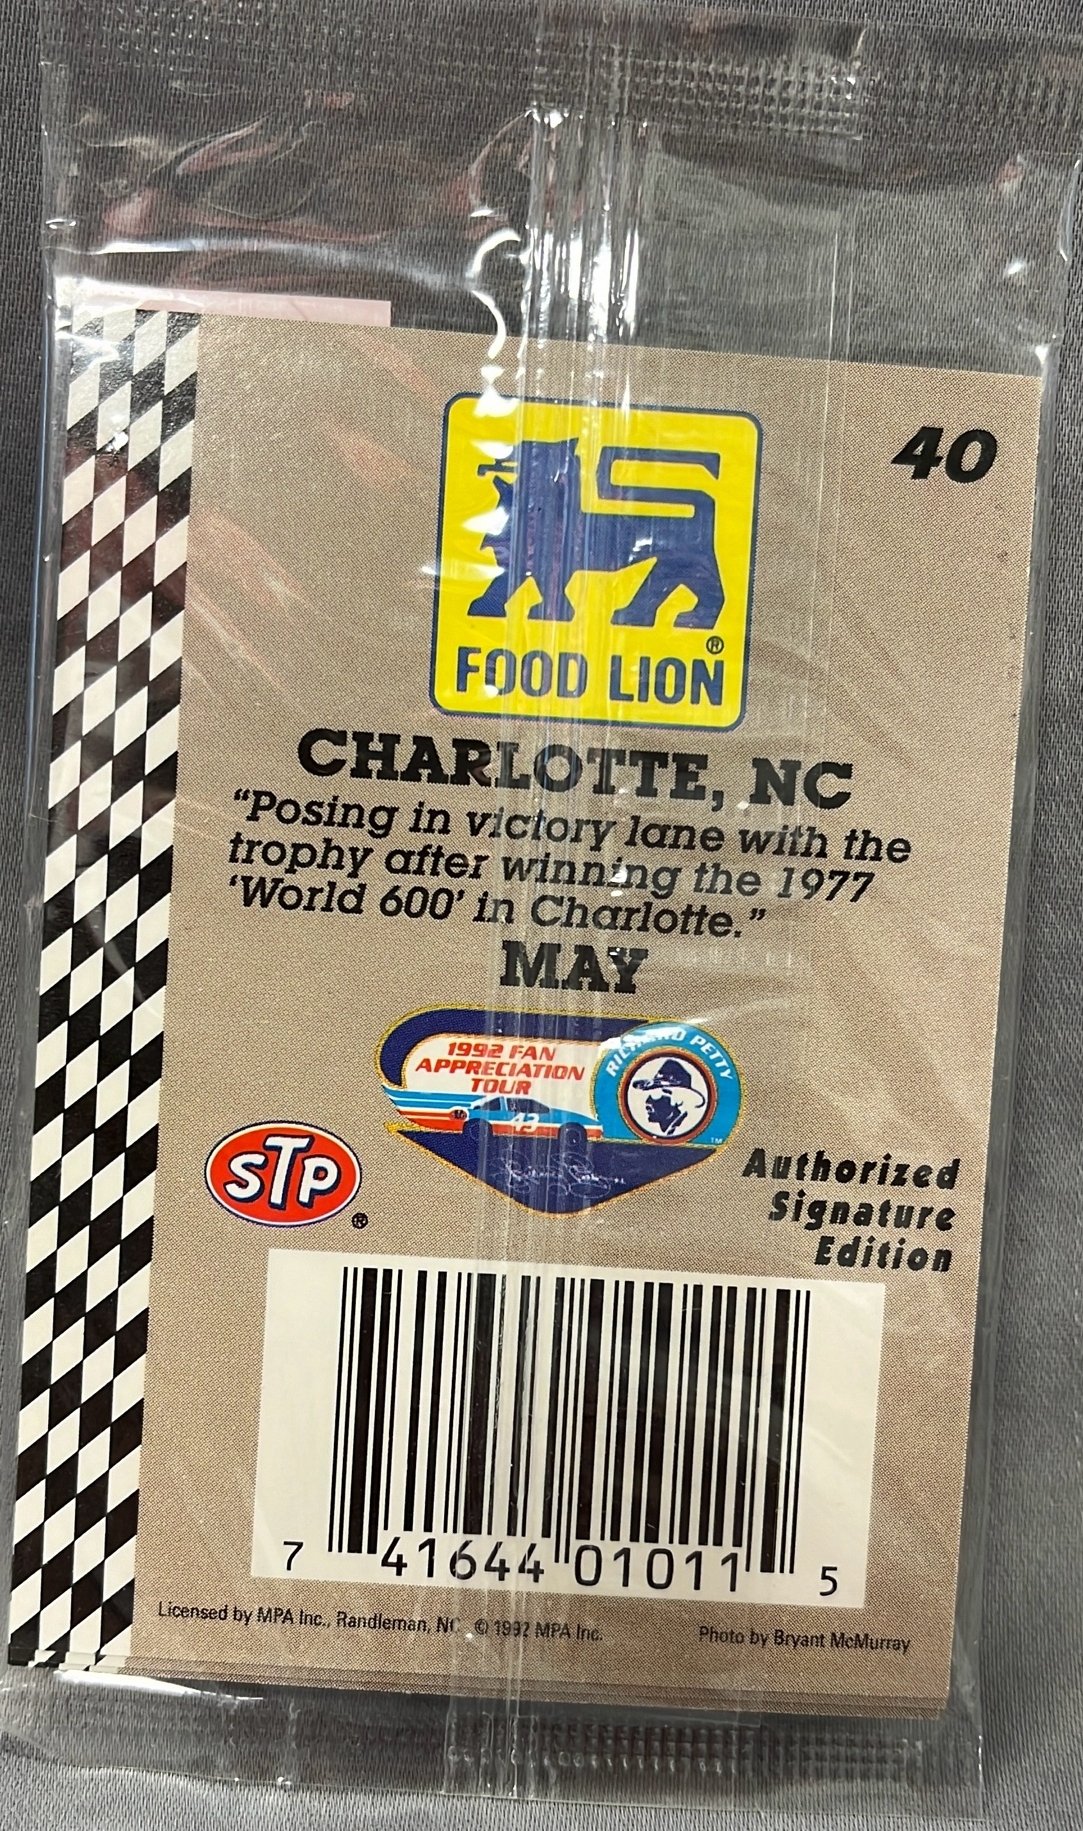 40
FOOD LION®
CHARLOTTE, NC
“Posing in victory lane with the
trophy after winning the 1977
‘World 600’ in Charlotte.”
MAY
1992 FAN
APPRECIATION
TOUR
RICHARD PETTY
43
TM
STP®
Authorized
Signature
Edition
7 41644 01011 5
Licensed by MPA Inc., Randleman, NC © 1992 MPA Inc. Photo by Bryant McMurray